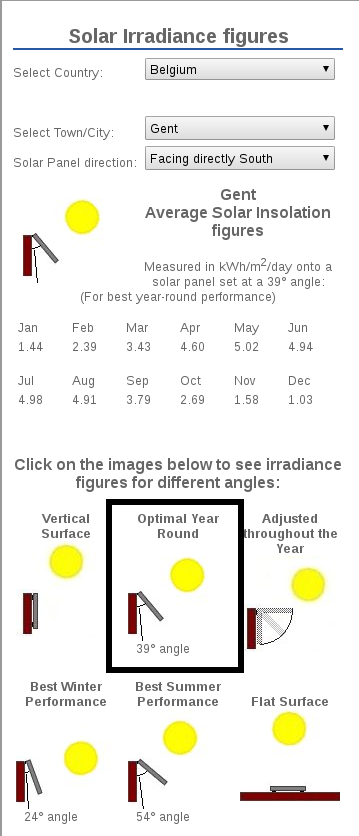 Solar Irradiance figures
Select Country: Belgium
Select Town/City: Gent
Solar Panel direction: Facing directly South
Gent
Average Solar Insolation
figures
Measured in kWh/m2/day onto a
solar panel set at a 39° angle:
(For best year-round performance)
Jan Feb Mar Apr May Jun
1.44 2.39 3.43 4.60 5.02 4.94
Jul Aug Sep Oct Nov Dec
4.98 4.91 3.79 2.69 1.58 1.03
Click on the images below to see irradiance
figures for different angles:
Vertical
Surface
Optimal Year
Round
39° angle
Adjusted
throughout the
Year
Best Winter
Performance
24° angle
Best Summer
Performance
54° angle
Flat Surface